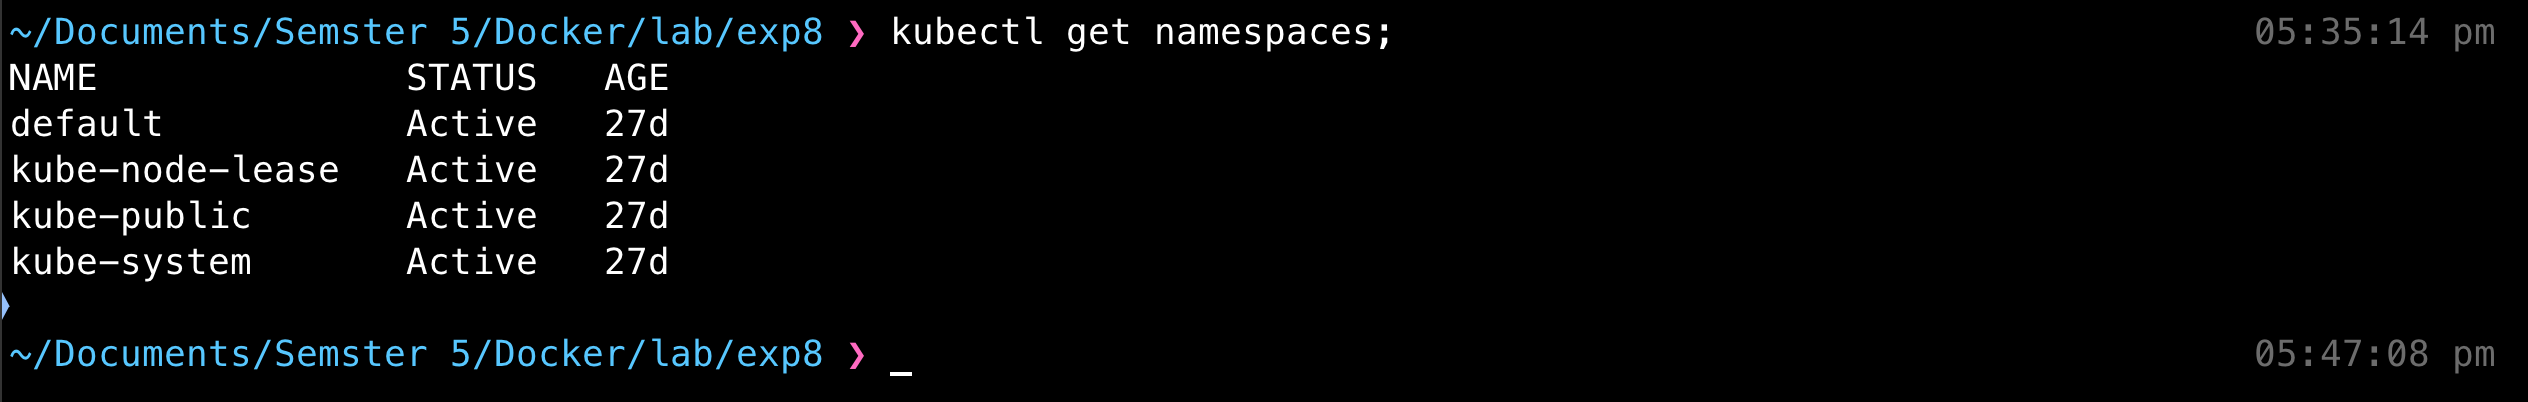 ~/Documents/Semster 5/Docker/lab/exp8 ❯ kubectl get namespaces; 05:35:14 pm
NAME STATUS AGE
default Active 27d
kube-node-lease Active 27d
kube-public Active 27d
kube-system Active 27d
~/Documents/Semster 5/Docker/lab/exp8 ❯ _ 05:47:08 pm